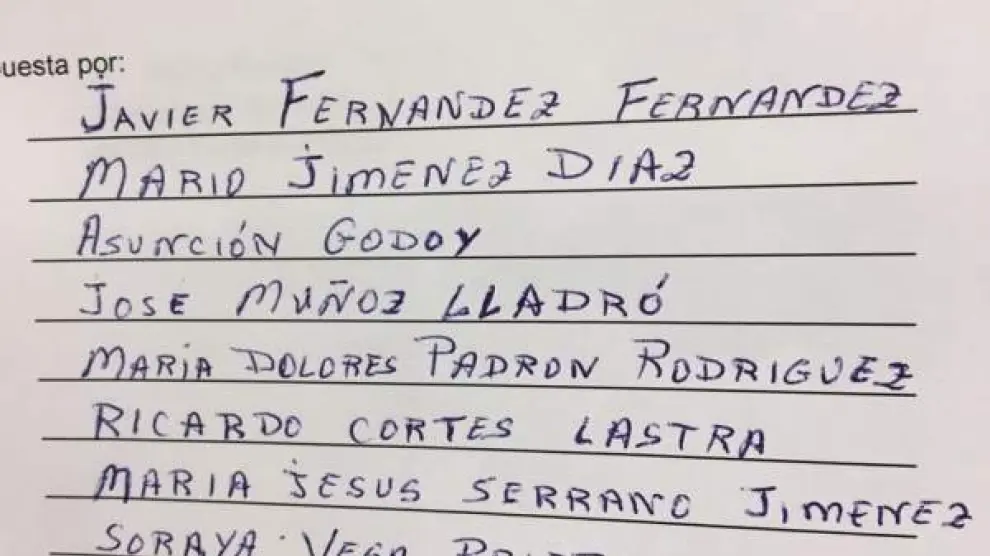 uesta por:
JAVIER FERNANDEZ FERNANDEZ
MARIO JIMENEZ DIAZ
ASUNCIÓN GODOY
JOSE MUÑOZ LLADRÓ
MARIA DOLORES PADRON RODRIGUEZ
RICARDO CORTES LASTRA
MARIA JESUS SERRANO JIMENEZ
SORAYA VEGA